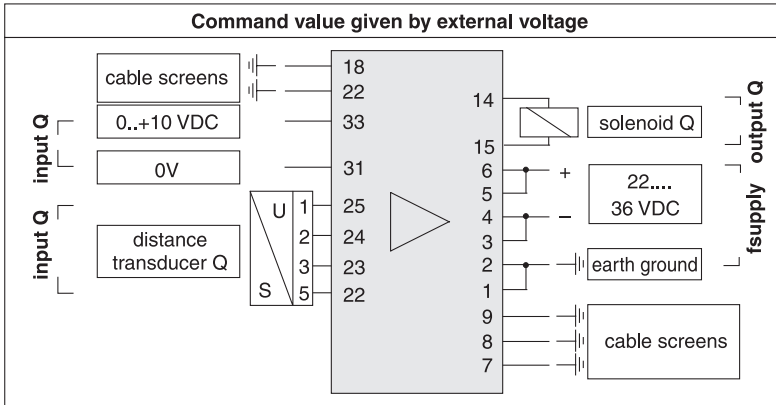 Command value given by external voltage
cable screens
18
22
0..+10 VDC
33
input Q
0V
31
U
S
1
2
3
5
25
24
23
22
input Q
distance
transducer Q
14
15
solenoid Q
output Q
6
5
+
4
3
–
22....
36 VDC
fsupply
2
1
earth ground
9
8
7
cable screens